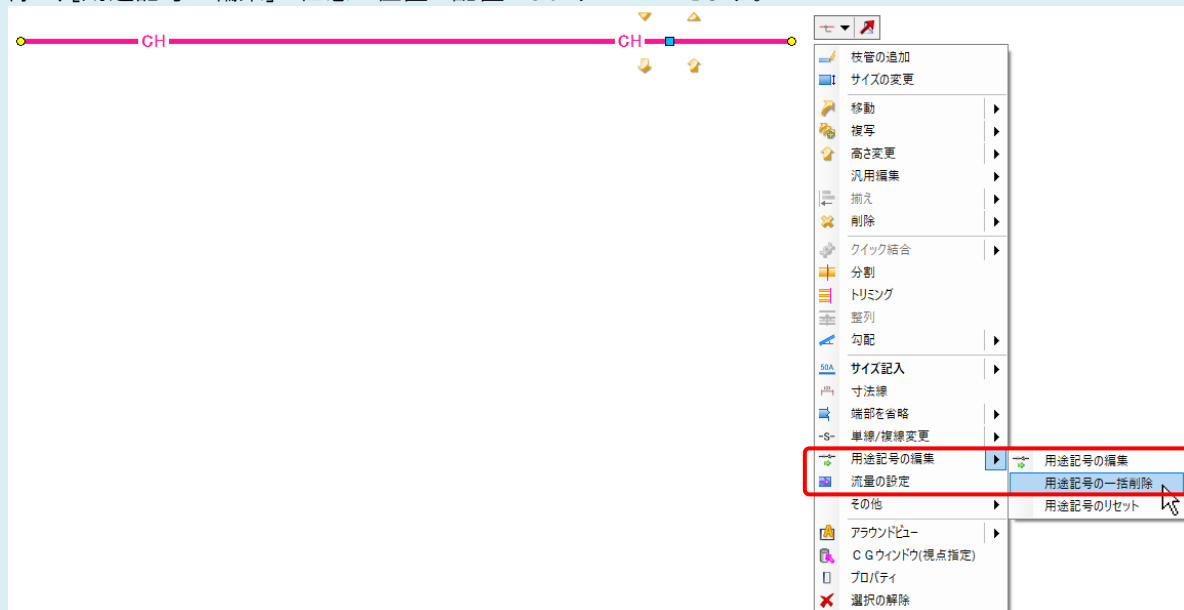 CH CH
枝管の追加
サイズの変更
移動
複写
高さ変更
汎用編集
揃え
削除
クイック結合
分割
トリミング
整列
勾配
50A サイズ記入
寸法線
端部を省略
-S- 単線/複線変更
用途記号の編集
用途記号の編集
流量の設定
用途記号の一括削除
その他
用途記号のリセット
アラウンドビュー
CGウィンドウ(視点指定)
プロパティ
選択の解除